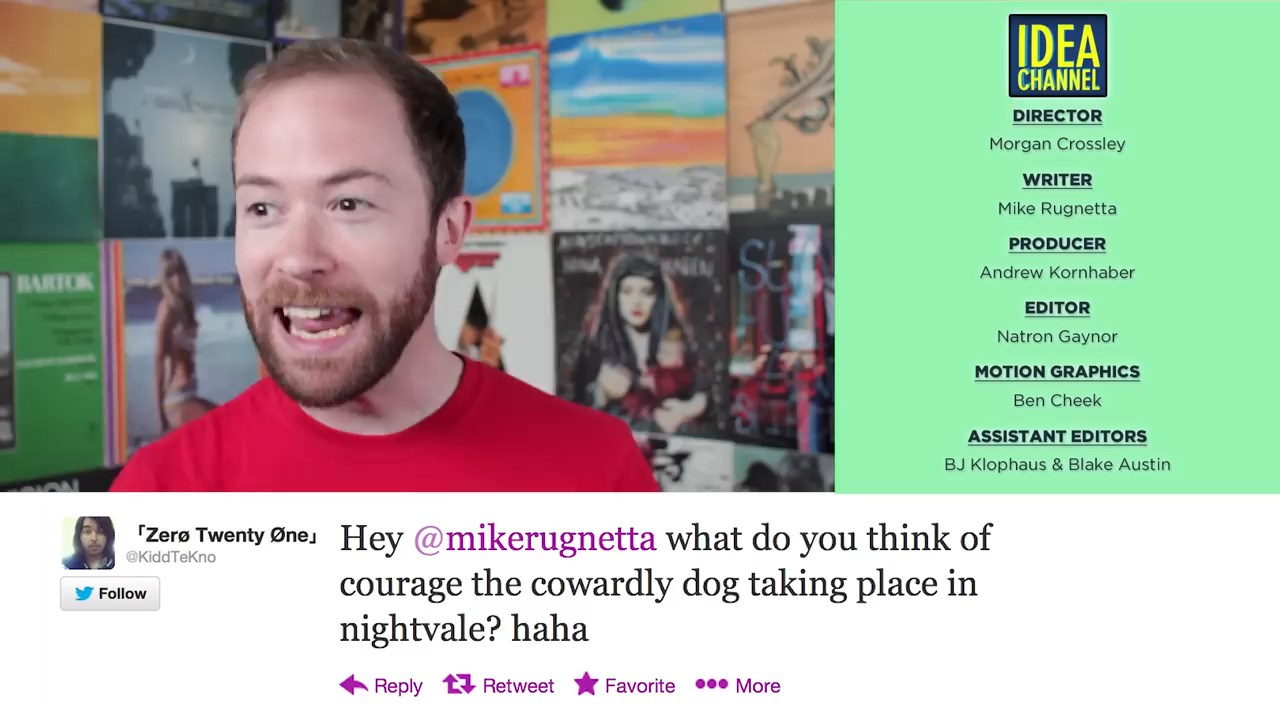 IDEA
CHANNEL
DIRECTOR
Morgan Crossley
WRITER
Mike Rugnetta
PRODUCER
Andrew Kornhaber
EDITOR
Natron Gaynor
MOTION GRAPHICS
Ben Cheek
ASSISTANT EDITORS
BJ Klophaus & Blake Austin
BARTOK
「Zerø Twenty Øne」
@KiddTeKno
Follow
Hey @mikerugnetta what do you think of
courage the cowardly dog taking place in
nightvale? haha
Reply Retweet Favorite More